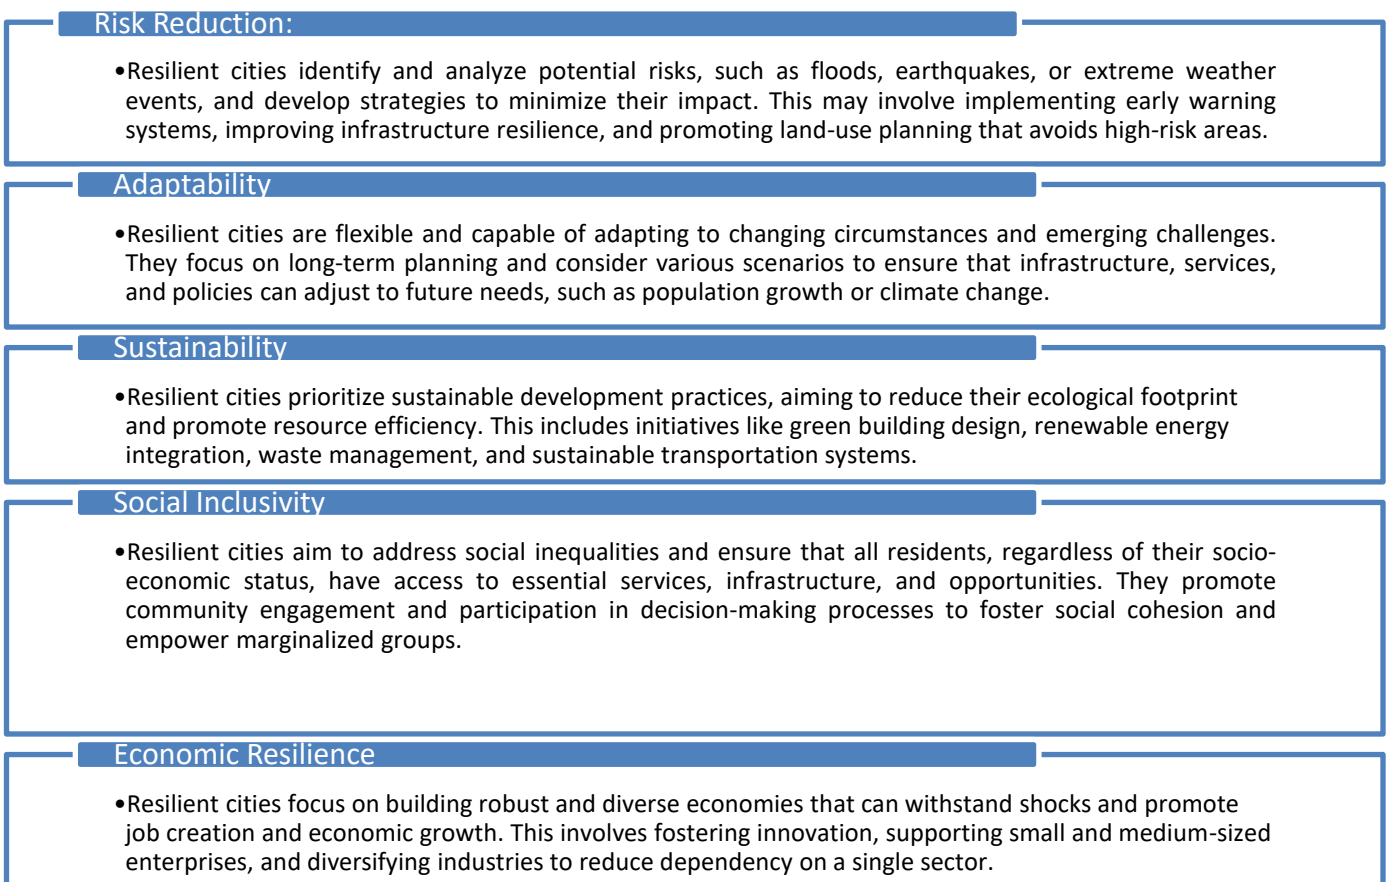 Risk Reduction:
•Resilient cities identify and analyze potential risks, such as floods, earthquakes, or extreme weather
events, and develop strategies to minimize their impact. This may involve implementing early warning
systems, improving infrastructure resilience, and promoting land-use planning that avoids high-risk areas.
Adaptability
•Resilient cities are flexible and capable of adapting to changing circumstances and emerging challenges.
They focus on long-term planning and consider various scenarios to ensure that infrastructure, services,
and policies can adjust to future needs, such as population growth or climate change.
Sustainability
•Resilient cities prioritize sustainable development practices, aiming to reduce their ecological footprint
and promote resource efficiency. This includes initiatives like green building design, renewable energy
integration, waste management, and sustainable transportation systems.
Social Inclusivity
•Resilient cities aim to address social inequalities and ensure that all residents, regardless of their socio-
economic status, have access to essential services, infrastructure, and opportunities. They promote
community engagement and participation in decision-making processes to foster social cohesion and
empower marginalized groups.
Economic Resilience
•Resilient cities focus on building robust and diverse economies that can withstand shocks and promote
job creation and economic growth. This involves fostering innovation, supporting small and medium-sized
enterprises, and diversifying industries to reduce dependency on a single sector.